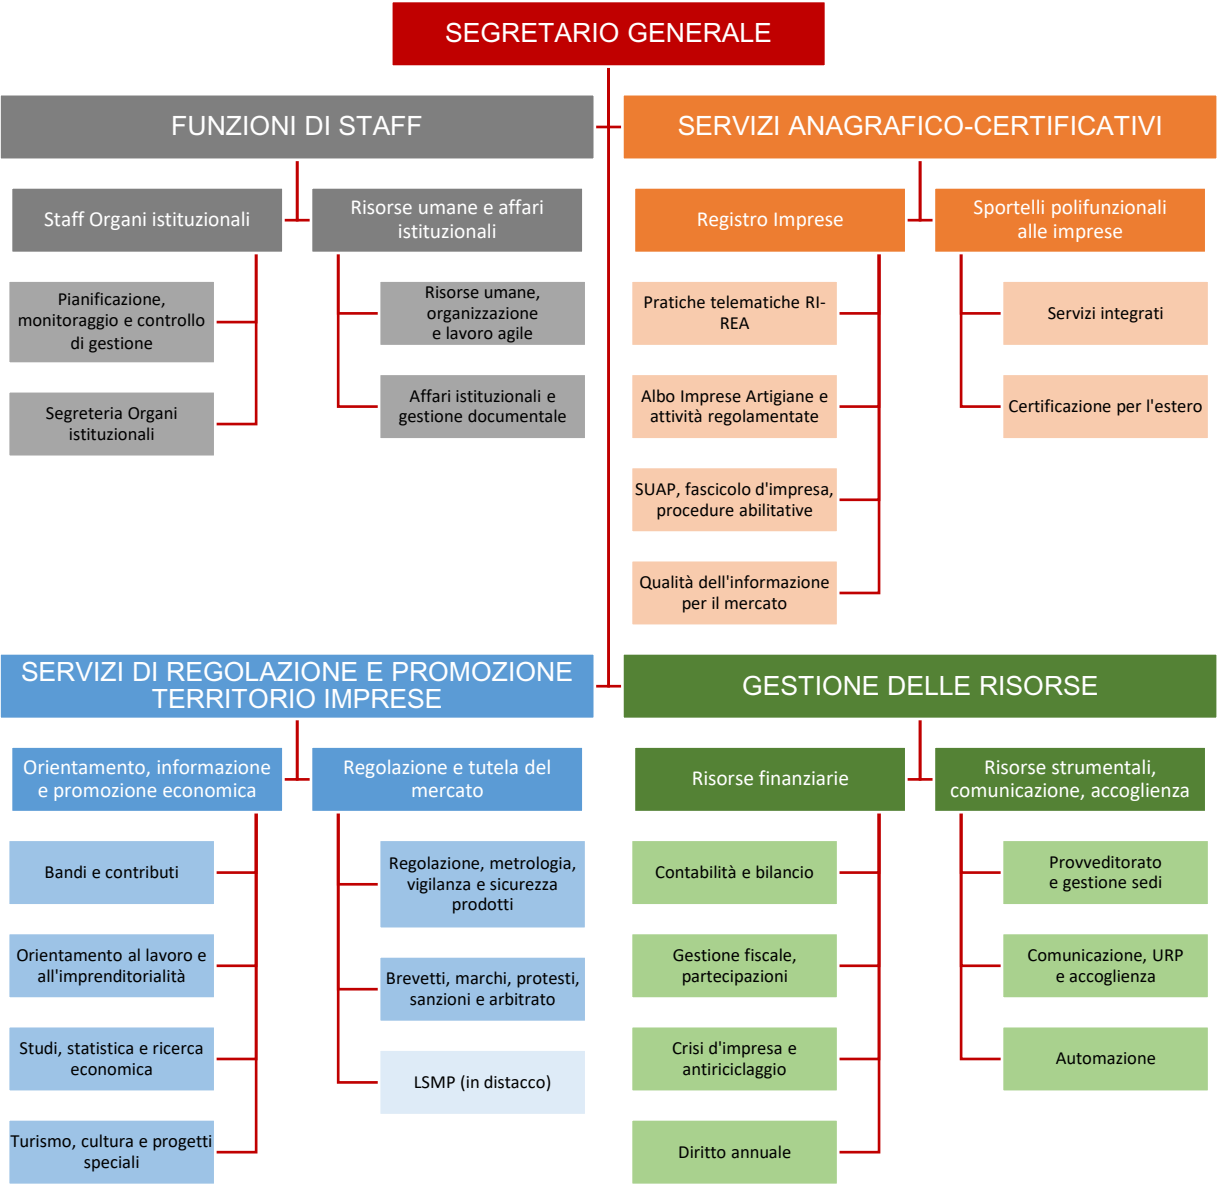 SEGRETARIO GENERALE
FUNZIONI DI STAFF
Staff Organi istituzionali
Pianificazione,
monitoraggio e controllo
di gestione
Segreteria Organi
istituzionali
Risorse umane e affari
istituzionali
Risorse umane,
organizzazione
e lavoro agile
Affari istituzionali e
gestione documentale
SERVIZI ANAGRAFICO-CERTIFICATIVI
Registro Imprese
Pratiche telematiche RI-
REA
Albo Imprese Artigiane e
attività regolamentate
SUAP, fascicolo d'impresa,
procedure abilitative
Qualità dell'informazione
per il mercato
Sportelli polifunzionali
alle imprese
Servizi integrati
Certificazione per l'estero
SERVIZI DI REGOLAZIONE E PROMOZIONE
TERRITORIO IMPRESE
Orientamento, informazione
e promozione economica
Bandi e contributi
Orientamento al lavoro e
all'imprenditorialità
Studi, statistica e ricerca
economica
Turismo, cultura e progetti
speciali
Regolazione e tutela del
mercato
Regolazione, metrologia,
vigilanza e sicurezza
prodotti
Brevetti, marchi, protesti,
sanzioni e arbitrato
LSMP (in distacco)
GESTIONE DELLE RISORSE
Risorse finanziarie
Contabilità e bilancio
Gestione fiscale,
partecipazioni
Crisi d'impresa e
antiriciclaggio
Diritto annuale
Risorse strumentali,
comunicazione, accoglienza
Provveditorato
e gestione sedi
Comunicazione, URP
e accoglienza
Automazione